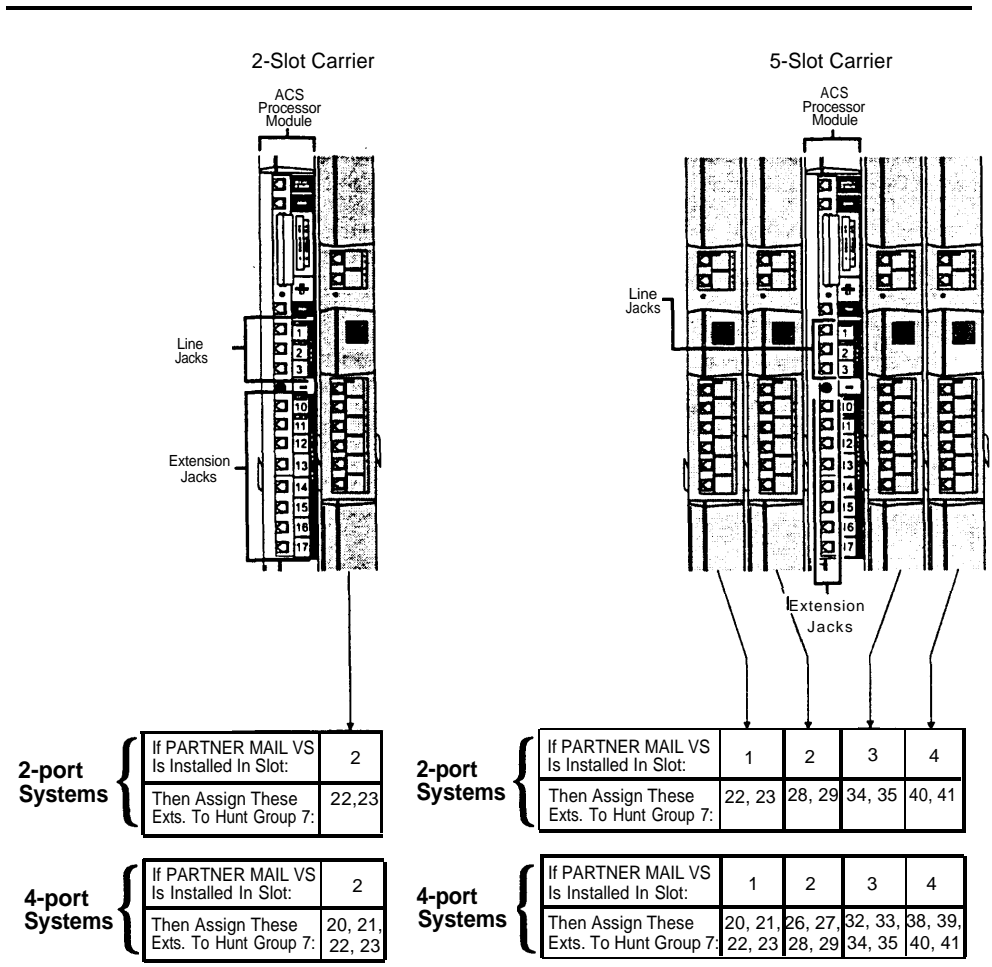 2-Slot Carrier
ACS
Processor
Module
Line
Jacks
1
2
3
Extension
Jacks
10
11
12
13
14
15
16
17
5-Slot Carrier
ACS
Processor
Module
Line
Jacks
1
2
3
10
11
12
13
14
15
16
17
Extension
Jacks
2-port
Systems
If PARTNER MAIL VS
Is Installed In Slot:
2
Then Assign These
Exts. To Hunt Group 7:
22,23
4-port
Systems
If PARTNER MAIL VS
Is Installed In Slot:
2
Then Assign These
Exts. To Hunt Group 7:
20, 21,
22, 23
2-port
Systems
If PARTNER MAIL VS
Is Installed In Slot:
1 2 3 4
Then Assign These
Exts. To Hunt Group 7:
22, 23 28, 29 34, 35 40, 41
4-port
Systems
If PARTNER MAIL VS
Is Installed In Slot:
1 2 3 4
Then Assign These
Exts. To Hunt Group 7:
20, 21, 26, 27, 32, 33, 38, 39,
22, 23 28, 29 34, 35 40, 41